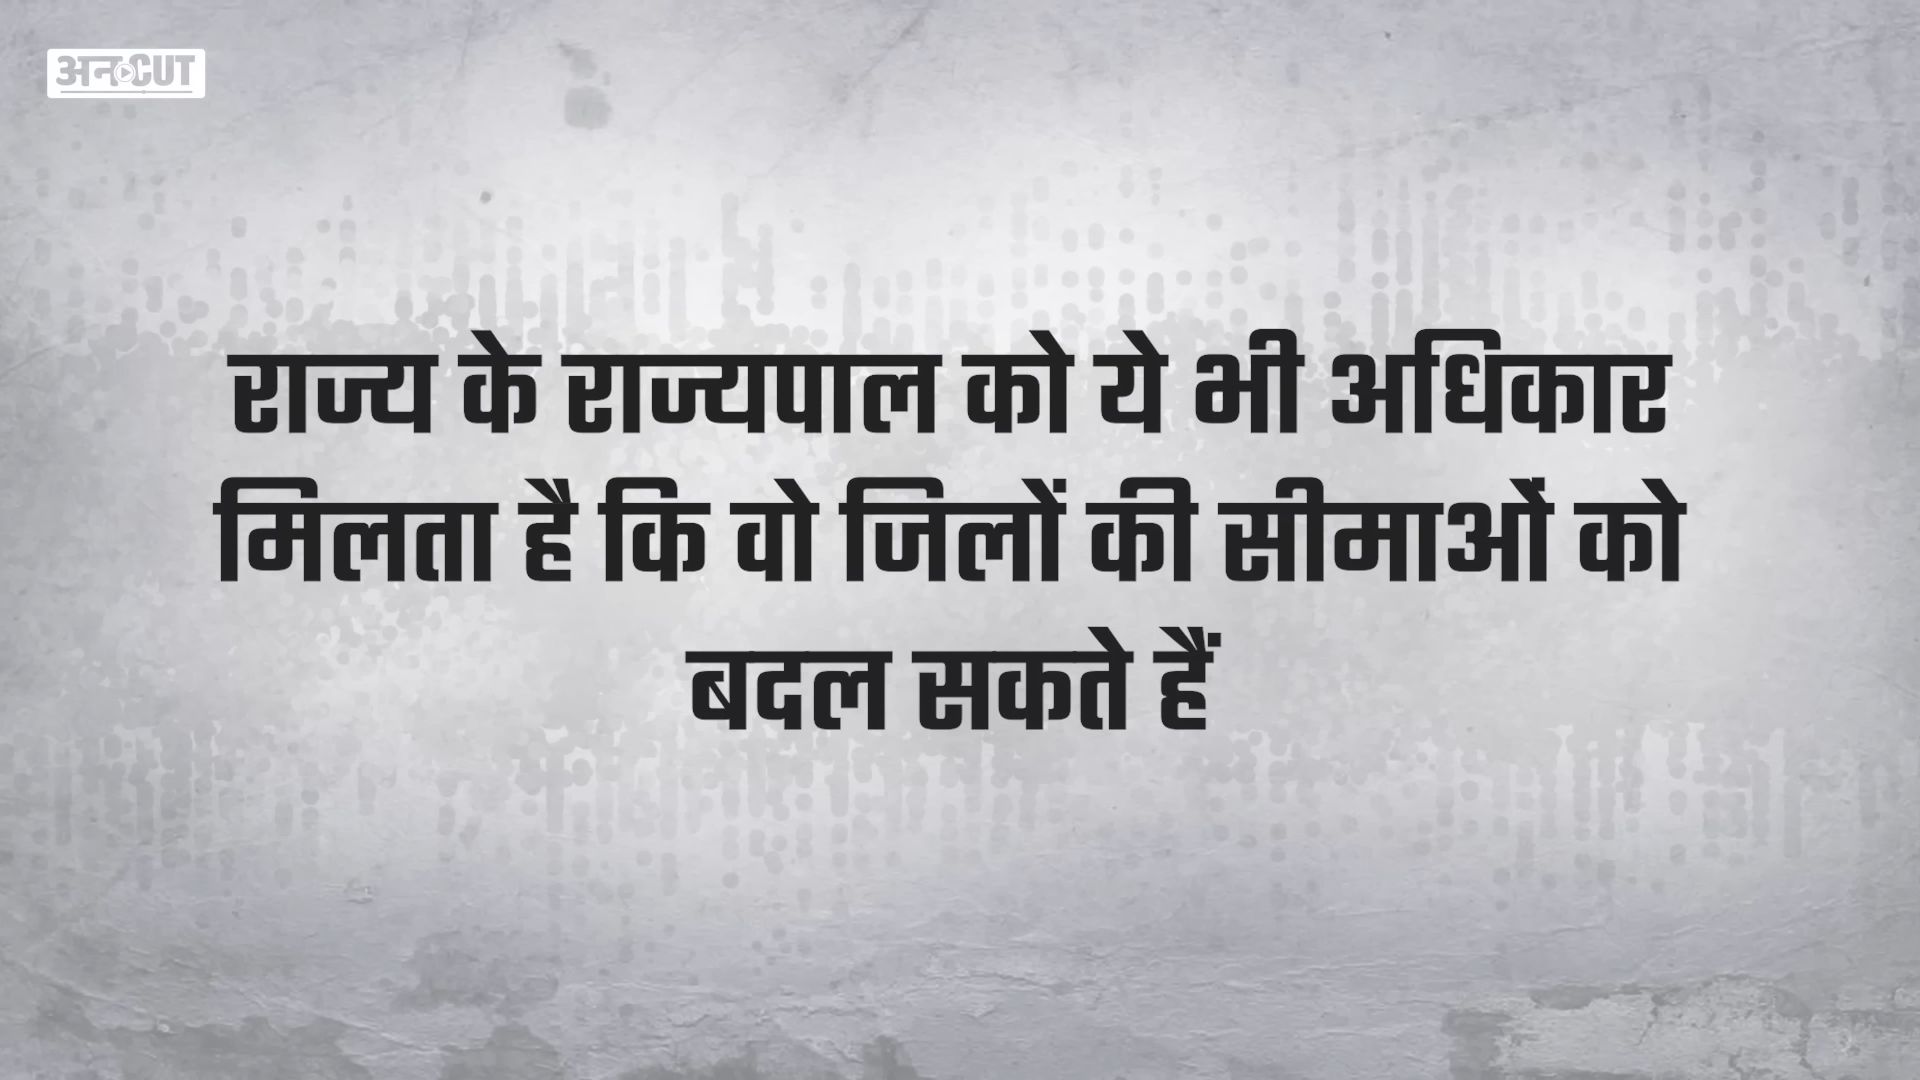 अनCUT
राज्य के राज्यपाल को ये भी अधिकार
मिलता है कि वो जिलों की सीमाओं को
बदल सकते हैं